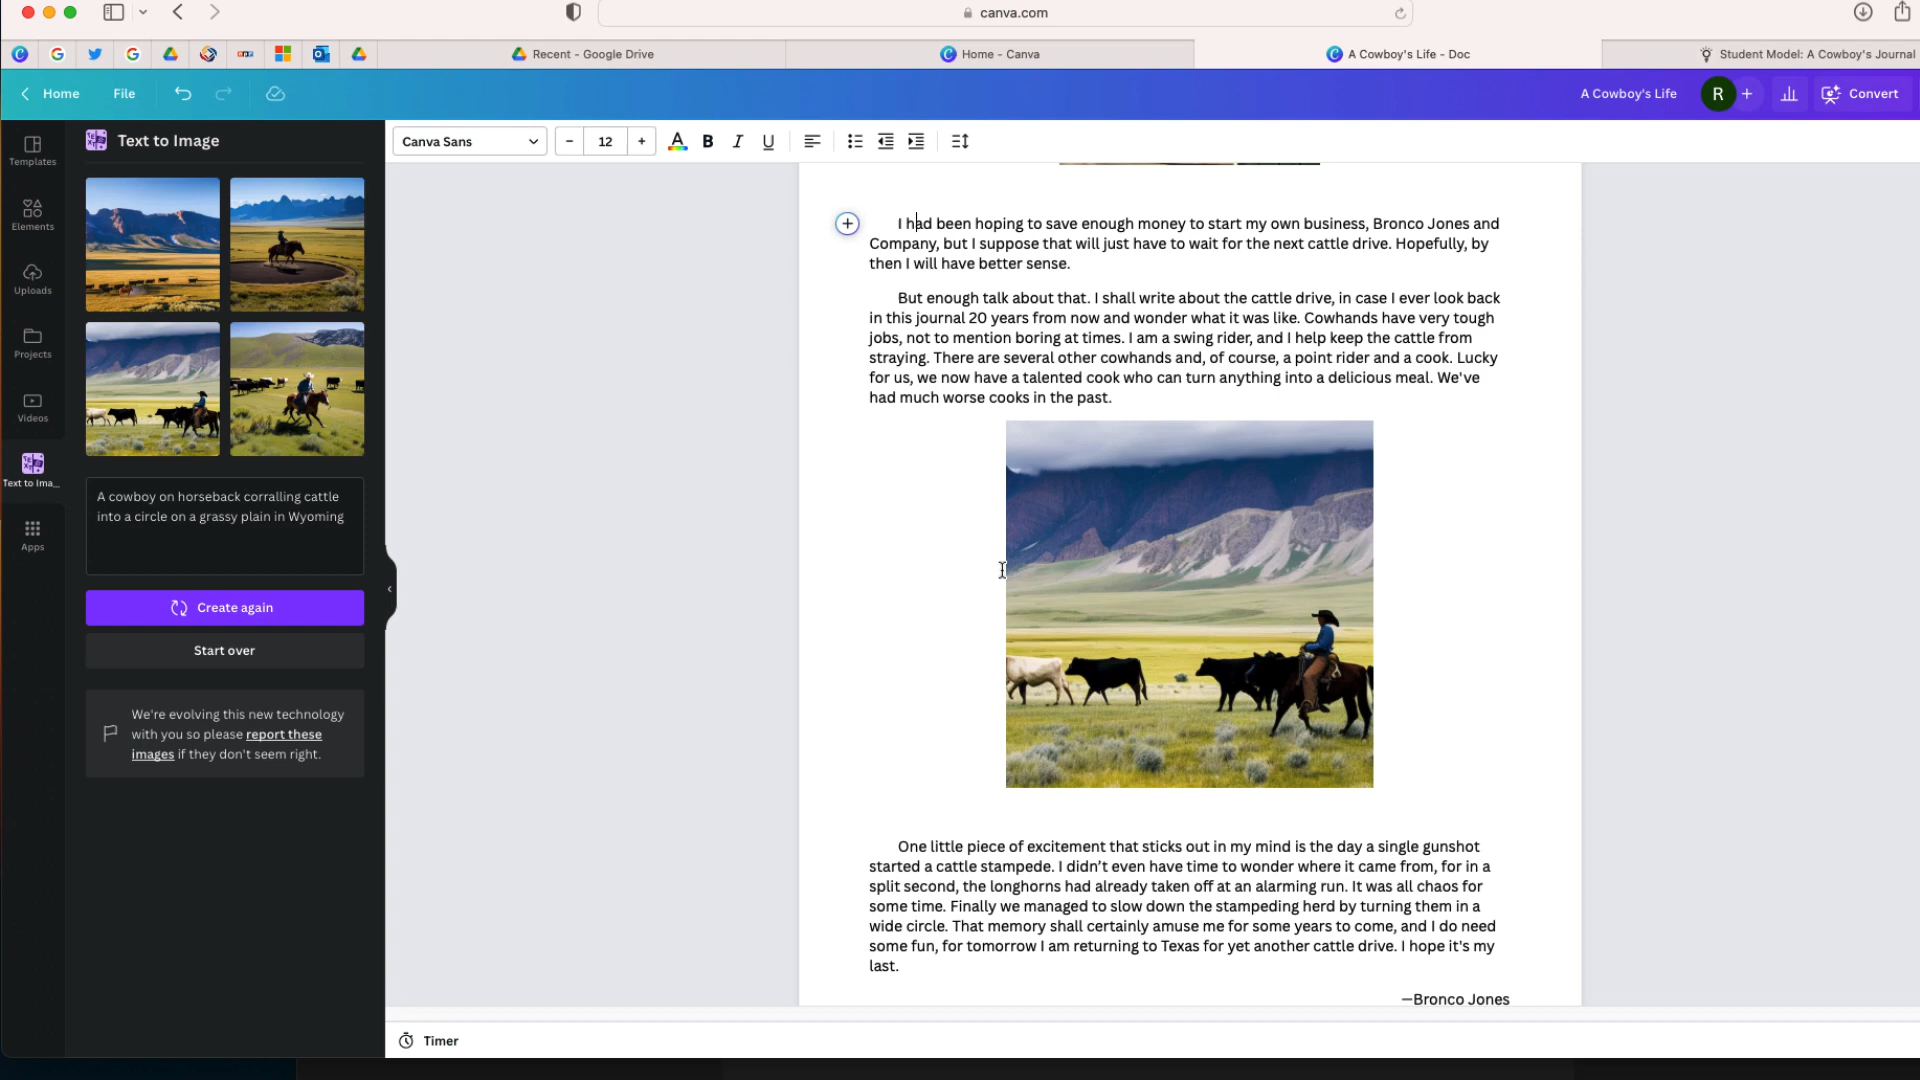 canva.com
Recent - Google Drive
Home - Canva
A Cowboy's Life - Doc
Student Model: A Cowboy's Journal
Home
File
A Cowboy's Life
R
Convert
Templates
Elements
Uploads
Projects
Videos
Text to Ima...
Apps
Text to Image
A cowboy on horseback corralling cattle
into a circle on a grassy plain in Wyoming
Create again
Start over
We're evolving this new technology
with you so please report these
images if they don't seem right.
Canva Sans
12
I had been hoping to save enough money to start my own business, Bronco Jones and
Company, but I suppose that will just have to wait for the next cattle drive. Hopefully, by
then I will have better sense.
But enough talk about that. I shall write about the cattle drive, in case I ever look back
in this journal 20 years from now and wonder what it was like. Cowhands have very tough
jobs, not to mention boring at times. I am a swing rider, and I help keep the cattle from
straying. There are several other cowhands and, of course, a point rider and a cook. Lucky
for us, we now have a talented cook who can turn anything into a delicious meal. We've
had much worse cooks in the past.
One little piece of excitement that sticks out in my mind is the day a single gunshot
started a cattle stampede. I didn’t even have time to wonder where it came from, for in a
split second, the longhorns had already taken off at an alarming run. It was all chaos for
some time. Finally we managed to slow down the stampeding herd by turning them in a
wide circle. That memory shall certainly amuse me for some years to come, and I do need
some fun, for tomorrow I am returning to Texas for yet another cattle drive. I hope it's my
last.
—Bronco Jones
Timer